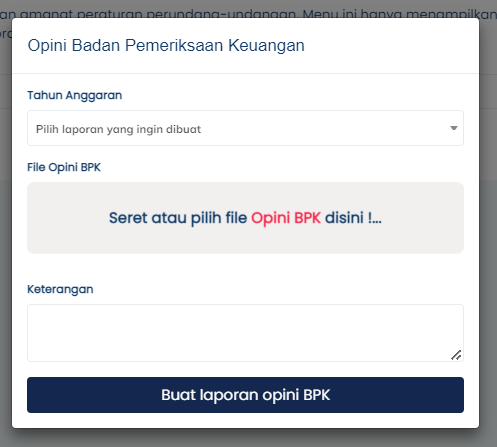 an amanat peraturan perundang-undangan. Menu ini hanya menampilkan
Opini Badan Pemeriksaan Keuangan
Tahun Anggaran
Pilih laporan yang ingin dibuat
File Opini BPK
Seret atau pilih file Opini BPK disini !...
Keterangan
Buat laporan opini BPK